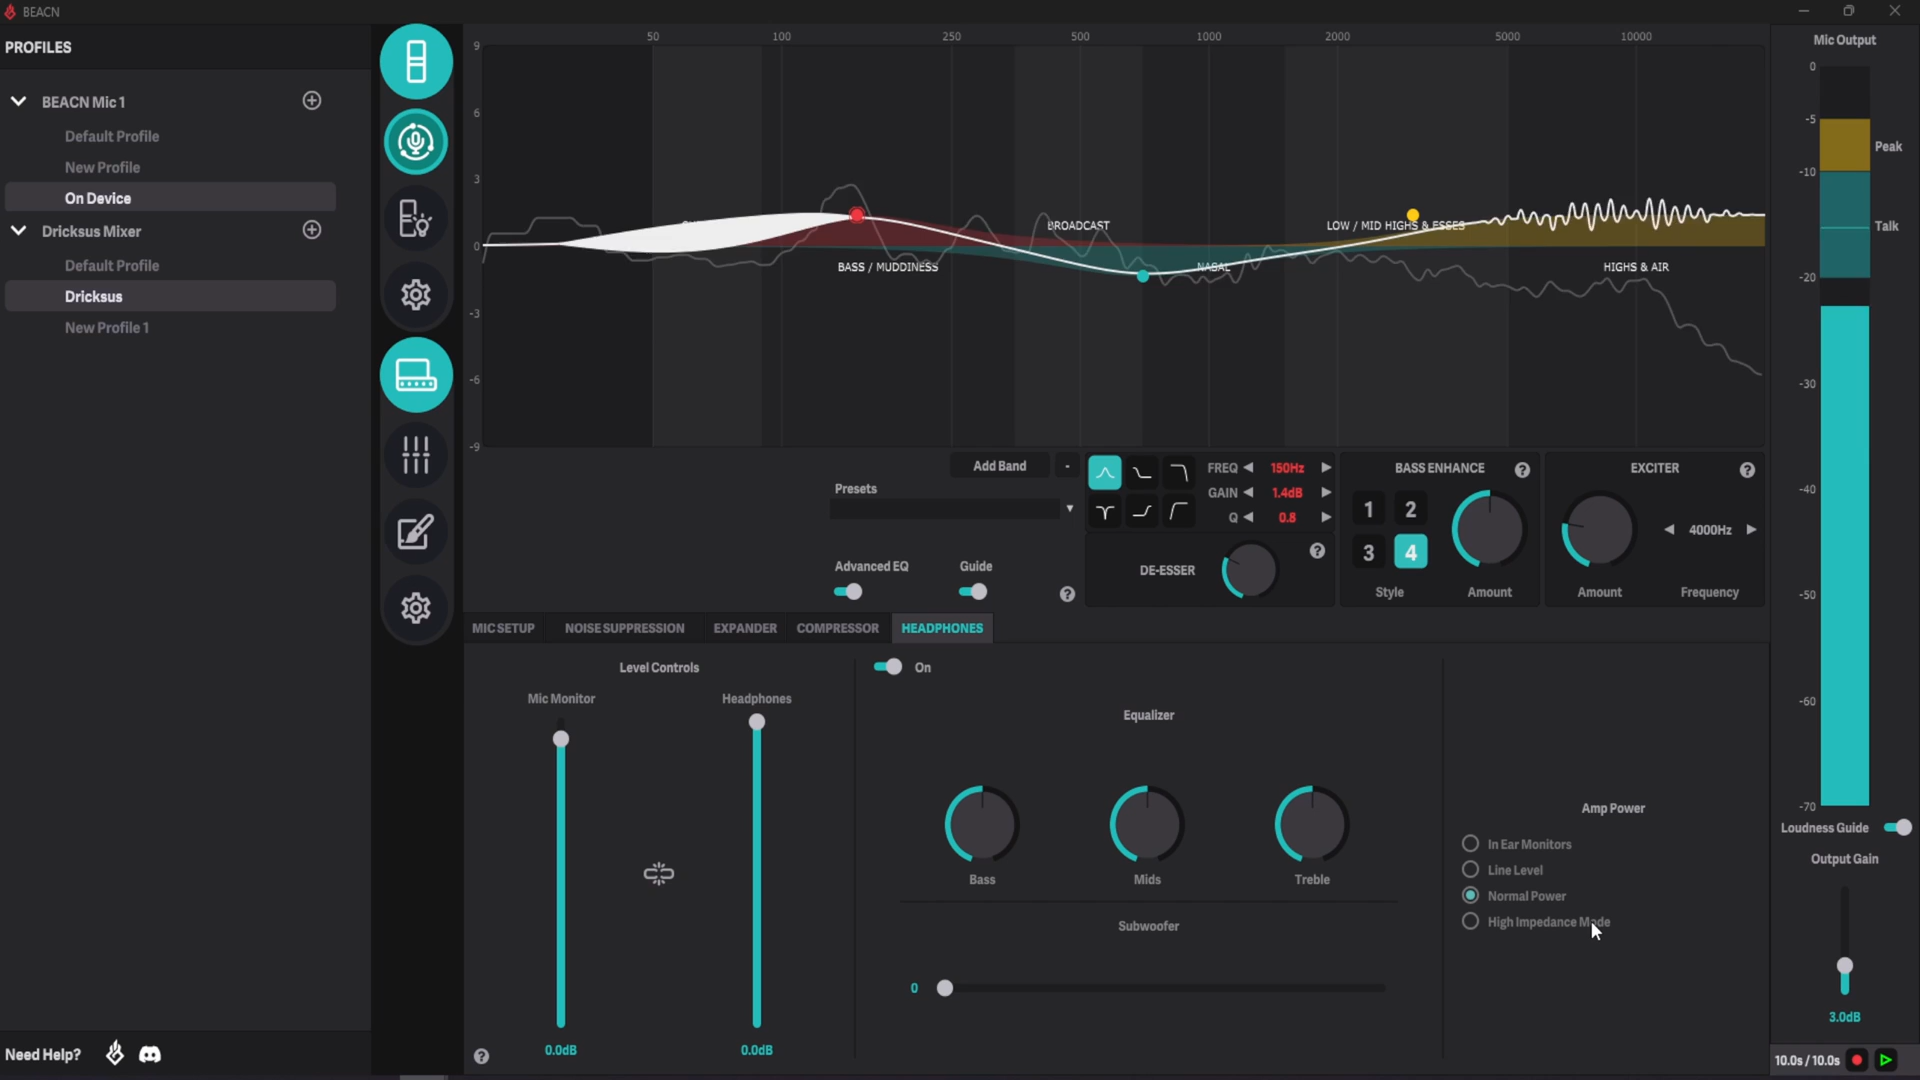 BEACN
PROFILES
BEACN Mic 1
Default Profile
New Profile
On Device
Dricksus Mixer
Default Profile
Dricksus
New Profile 1
Need Help?
50 100 250 500 1000 2000 5000 10000
9
6
3
0
-3
-6
-9
BROADCAST
LOW / MID HIGHS & ESSES
BASS / MUDDINESS
NASAL
HIGHS & AIR
Add Band -
Presets
Advanced EQ Guide
FREQ 150Hz
GAIN 1.4dB
Q 0.8
DE-ESSER
BASS ENHANCE
1 2
3 4
Style Amount
EXCITER
4000Hz
Amount Frequency
MIC SETUP NOISE SUPPRESSION EXPANDER COMPRESSOR HEADPHONES
Level Controls
Mic Monitor Headphones
0.0dB 0.0dB
On
Equalizer
Bass Mids Treble
Subwoofer
0
Amp Power
In Ear Monitors
Line Level
Normal Power
High Impedance Mode
Mic Output
0
-5
Peak
-10
Talk
-20
-30
-40
-50
-60
-70
Loudness Guide
Output Gain
3.0dB
10.0s / 10.0s